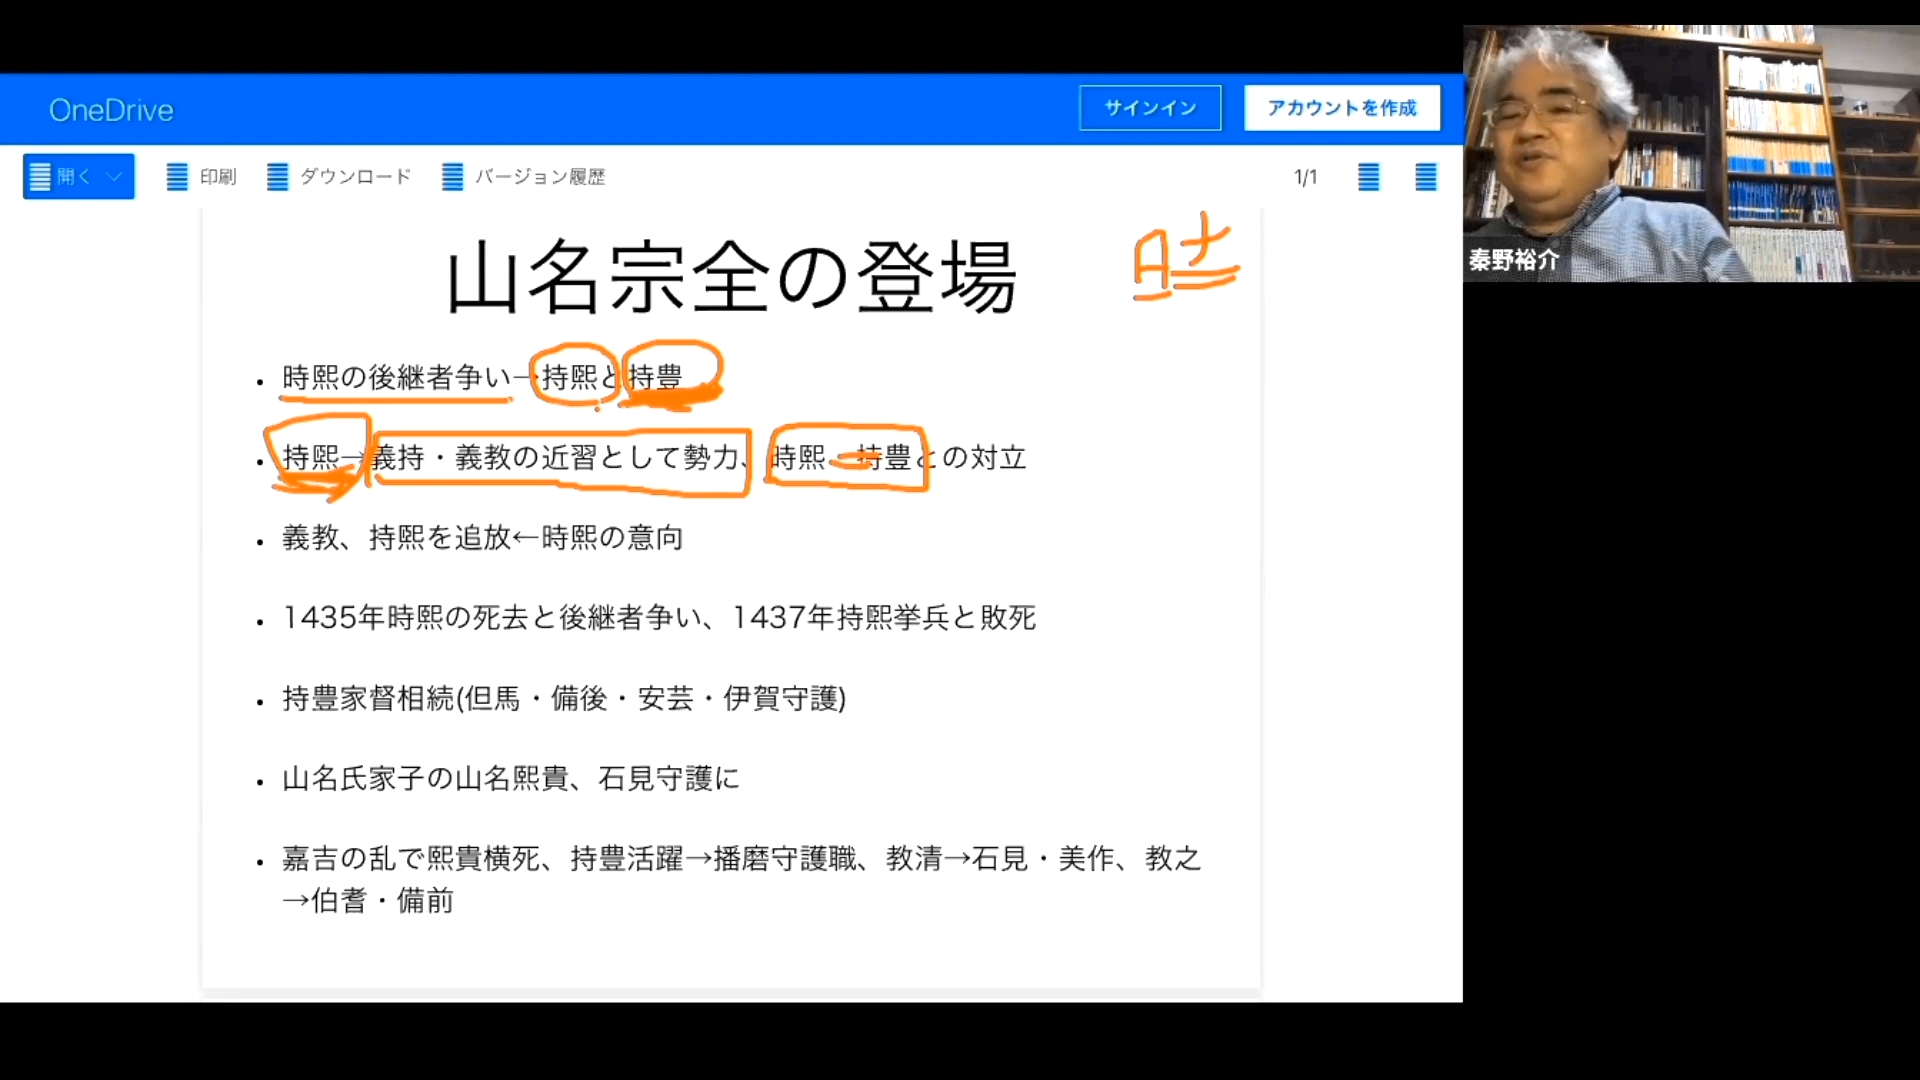 OneDrive
サインイン
アカウントを作成
開く
印刷
ダウンロード
バージョン履歴
1/1
山名宗全の登場
• 時熙の後継者争い→持熙と持豊
• 持熙→義持・義教の近習として勢力、時熙ー持豊との対立
• 義教、持熙を追放←時熙の意向
• 1435年時熙の死去と後継者争い、1437年持熙挙兵と敗死
• 持豊家督相続(但馬・備後・安芸・伊賀守護)
• 山名氏家子の山名熙貴、石見守護に
• 嘉吉の乱で熙貴横死、持豊活躍→播磨守護職、教清→石見・美作、教之
→伯耆・備前
秦野裕介